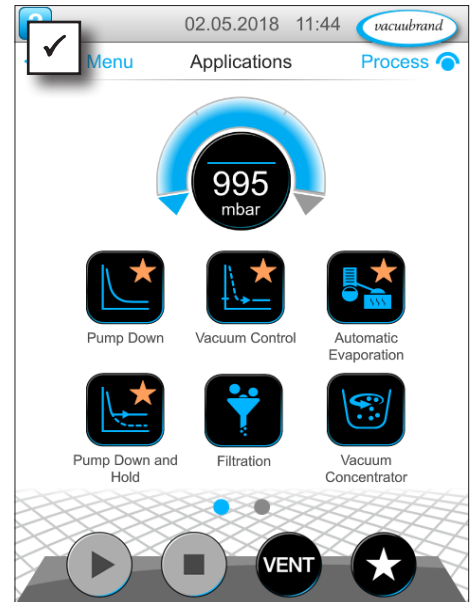 02.05.2018 11:44 vacuubrand
Menu Applications Process
995
mbar
Pump Down Vacuum Control Automatic
Evaporation
Pump Down and
Hold
Filtration Vacuum
Concentrator
VENT